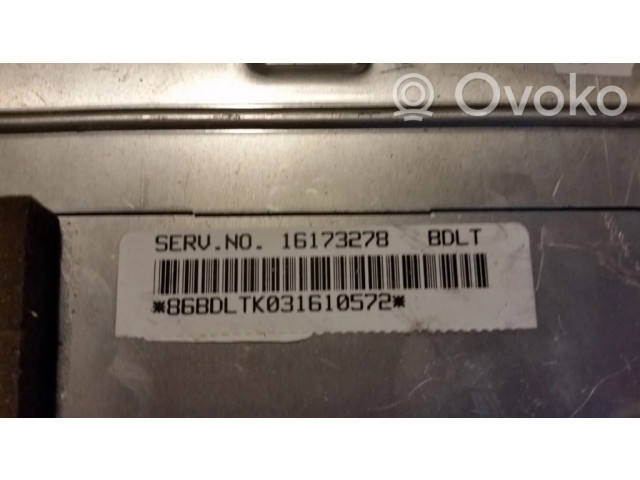 Ovoko
SERV.NO. 16173278 BDLT
*86BDLTK031610572*